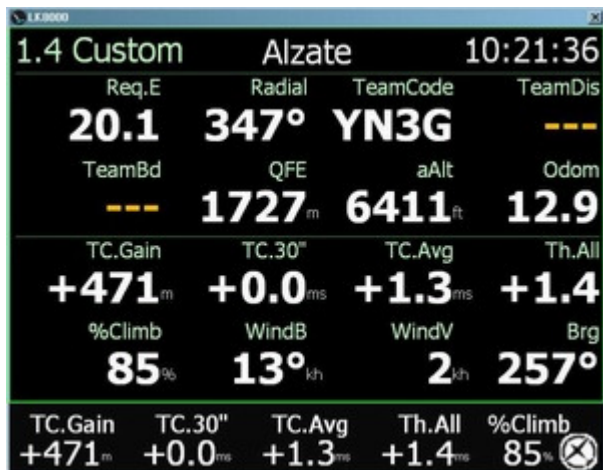 LK8000
1.4 Custom Alzate 10:21:36
Req.E Radial TeamCode TeamDis
20.1 347° YN3G ---
TeamBd QFE aAlt Odom
--- 1727m 6411ft 12.9
TC.Gain TC.30" TC.Avg Th.All
+471m +0.0ms +1.3ms +1.4
%Climb WindB WindV Brg
85% 13°kh 2kh 257°
TC.Gain TC.30" TC.Avg Th.All %Climb
+471m +0.0ms +1.3ms +1.4ms 85%